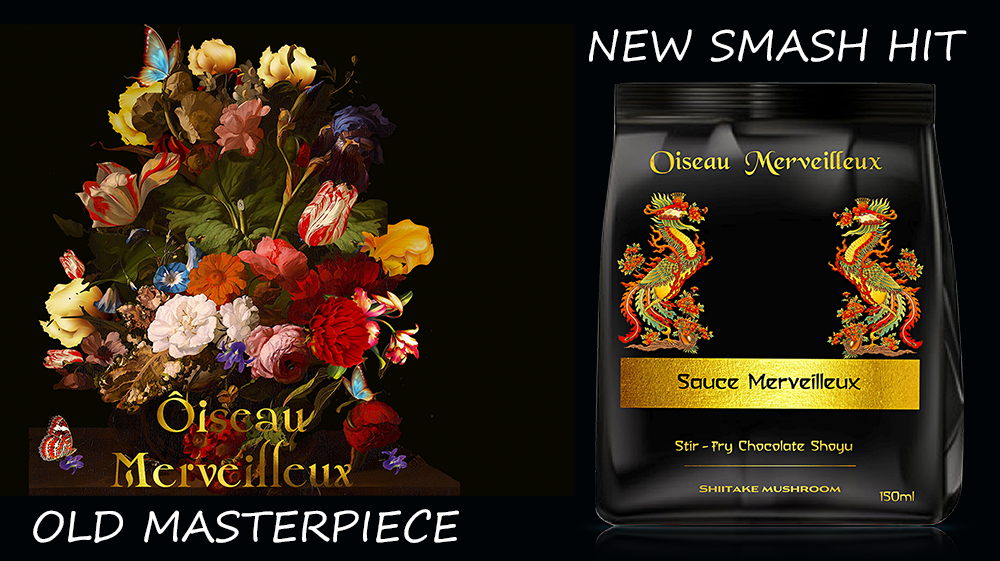 NEW SMASH HIT
Oiseau Merveilleux
Sauce Merveilleux
Stir-Fry Chocolate Shoyu
SHIITAKE MUSHROOM
150ml
Ôiseau
Merveilleux
OLD MASTERPIECE